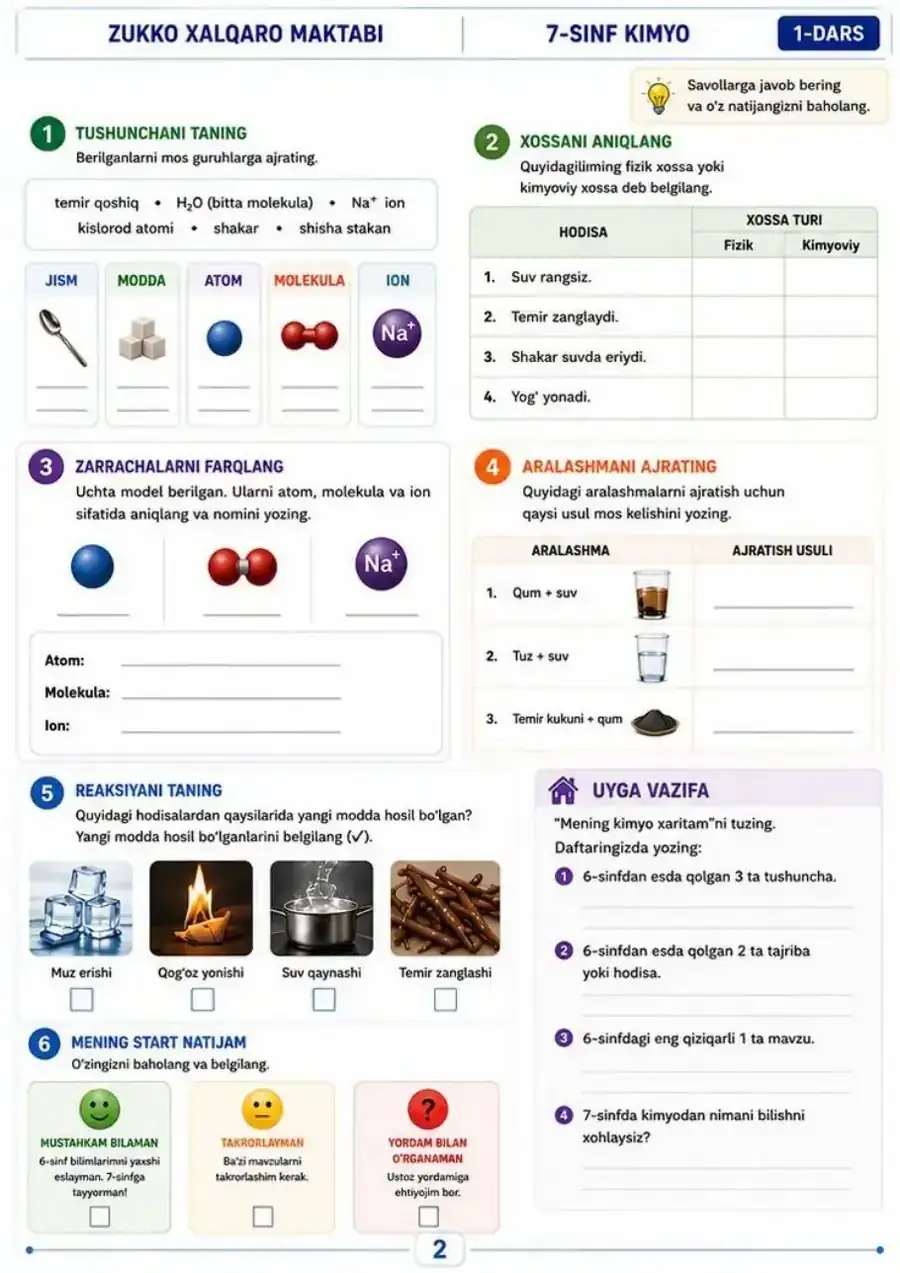 ZUKKO XALQARO MAKTABI
7-SINF KIMYO
1-DARS
Savollarga javob bering
va o'z natijangizni baholang.
1 TUSHUNCHANI TANING
Berilganlarni mos guruhlarga ajrating.
temir qoshiq • H₂O (bitta molekula) • Na⁺ ion
kislorod atomi • shakar • shisha stakan
JISM
MODDA
ATOM
MOLEKULA
ION
Na⁺
2 XOSSANI ANIQLANG
Quyidagiliming fizik xossa yoki
kimyoviy xossa deb belgilang.
HODISA
XOSSA TURI
Fizik
Kimyoviy
1. Suv rangsiz.
2. Temir zanglaydi.
3. Shakar suvda eriydi.
4. Yog' yonadi.
3 ZARRACHALARNI FARQLANG
Uchta model berilgan. Ularni atom, molekula va ion
sifatida aniqlang va nomini yozing.
Na⁺
Atom:
Molekula:
Ion:
4 ARALASHMANI AJRATING
Quyidagi aralashmalarni ajratish uchun
qaysi usul mos kelishini yozing.
ARALASHMA
AJRATISH USULI
1. Qum + suv
2. Tuz + suv
3. Temir kukuni + qum
5 REAKSIYANI TANING
Quyidagi hodisalardan qaysilarida yangi modda hosil bo'lgan?
Yangi modda hosil bo'lganlarini belgilang (✓).
Muz erishi
Qog'oz yonishi
Suv qaynashi
Temir zanglashi
6 MENING START NATIJAM
O'zingizni baholang va belgilang.
MUSTAHKAM BILAMAN
6-sinf bilimlarimni yaxshi
eslayman. 7-sinfga
tayyorman!
TAKRORLAYMAN
Ba'zi mavzularni
takrorlashim kerak.
?
YORDAM BILAN
O'RGANAMAN
Ustoz yordamiga
ehtiyojim bor.
UYGA VAZIFA
"Mening kimyo xaritam"ni tuzing.
Daftaringizda yozing:
1 6-sinfdan esda qolgan 3 ta tushuncha.
2 6-sinfdan esda qolgan 2 ta tajriba
yoki hodisa.
3 6-sinfdagi eng qiziqarli 1 ta mavzu.
4 7-sinfda kimyodan nimani bilishni
xohlaysiz?
2